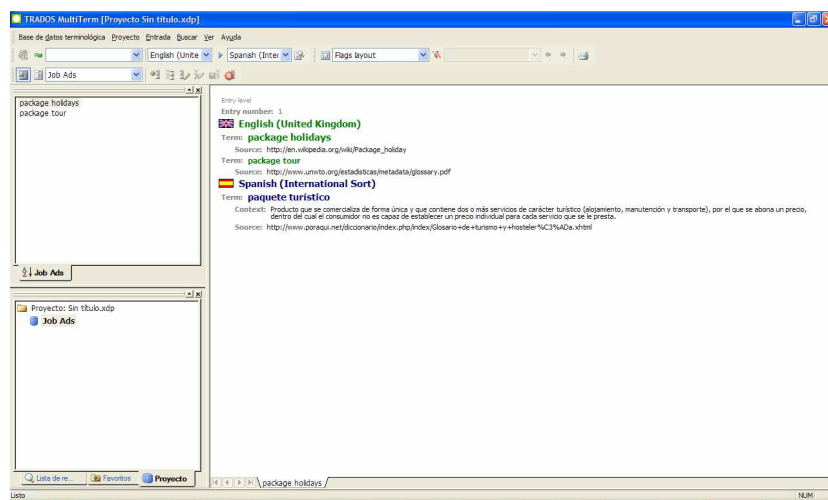 TRADOS MultiTerm [Proyecto Sin título.xdp]
Base de datos terminológica Proyecto Entrada Buscar Ver Ayuda
English (Unite Spanish (Inter Flags layout
Job Ads
package holidays
package tour
Job Ads
Proyecto: Sin título.xdp
Job Ads
Lista de re... Favoritos Proyecto
Entry level
Entry number: 1
English (United Kingdom)
Term: package holidays
Source: http://en.wikipedia.org/wiki/Package_holiday
Term: package tour
Source: http://www.unwto.org/estadisticas/metadata/glossary.pdf
Spanish (International Sort)
Term: paquete turístico
Context: Producto que se comercializa de forma única y que contiene dos o más servicios de carácter turístico (alojamiento, manutención y transporte), por el que se abona un precio,
dentro del cual el consumidor no es capaz de establecer un precio individual para cada servicio que se le presta.
Source: http://www.poraqui.net/diccionario/index.php/index/Glosario+de+turismo+y+hosteler%C3%ADa.xhtml
package holidays
Listo NUM